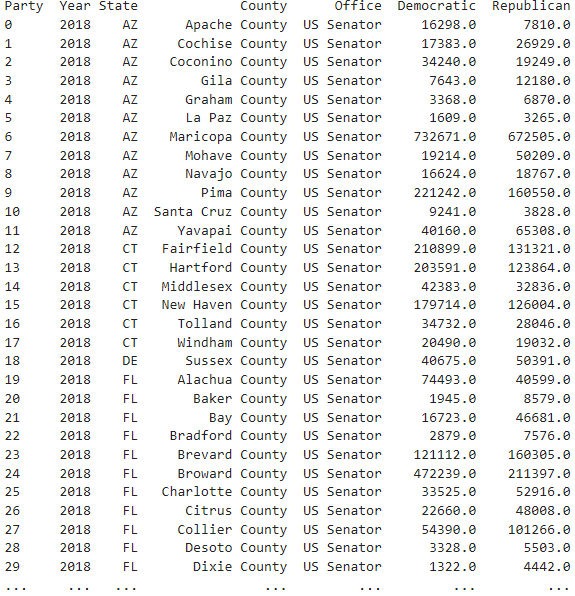 Party Year State County Office Democratic Republican
0 2018 AZ Apache County US Senator 16298.0 7810.0
1 2018 AZ Cochise County US Senator 17383.0 26929.0
2 2018 AZ Coconino County US Senator 34240.0 19249.0
3 2018 AZ Gila County US Senator 7643.0 12180.0
4 2018 AZ Graham County US Senator 3368.0 6870.0
5 2018 AZ La Paz County US Senator 1609.0 3265.0
6 2018 AZ Maricopa County US Senator 732671.0 672505.0
7 2018 AZ Mohave County US Senator 19214.0 50209.0
8 2018 AZ Navajo County US Senator 16624.0 18767.0
9 2018 AZ Pima County US Senator 221242.0 160550.0
10 2018 AZ Santa Cruz County US Senator 9241.0 3828.0
11 2018 AZ Yavapai County US Senator 40160.0 65308.0
12 2018 CT Fairfield County US Senator 210899.0 131321.0
13 2018 CT Hartford County US Senator 203591.0 123864.0
14 2018 CT Middlesex County US Senator 42383.0 32836.0
15 2018 CT New Haven County US Senator 179714.0 126004.0
16 2018 CT Tolland County US Senator 34732.0 28046.0
17 2018 CT Windham County US Senator 20490.0 19032.0
18 2018 DE Sussex County US Senator 40675.0 50391.0
19 2018 FL Alachua County US Senator 74493.0 40599.0
20 2018 FL Baker County US Senator 1945.0 8579.0
21 2018 FL Bay County US Senator 16723.0 46681.0
22 2018 FL Bradford County US Senator 2879.0 7576.0
23 2018 FL Brevard County US Senator 121112.0 160305.0
24 2018 FL Broward County US Senator 472239.0 211397.0
25 2018 FL Charlotte County US Senator 33525.0 52916.0
26 2018 FL Citrus County US Senator 22660.0 48008.0
27 2018 FL Collier County US Senator 54390.0 101266.0
28 2018 FL Desoto County US Senator 3328.0 5503.0
29 2018 FL Dixie County US Senator 1322.0 4442.0
... ... ... ... ... ... ...